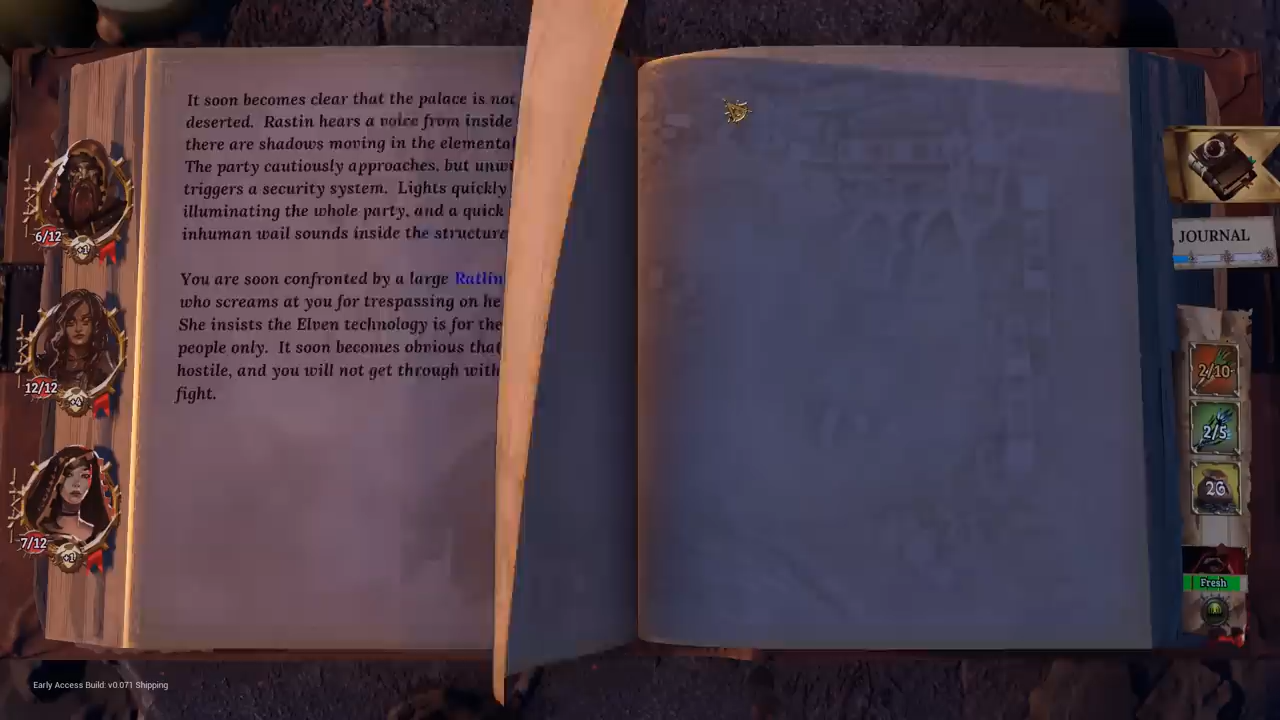 It soon becomes clear that the palace is not
deserted. Rastin hears a voice from inside
there are shadows moving in the elemental
The party cautiously approaches, but
triggers a security system. Lights quickly
illuminating the whole party, and a quick
inhuman wail sounds inside the structure
You are soon confronted by a large Ratlin
who screams at you for trespassing on he
She insists the Elven technology is for the
people only. It soon becomes obvious that
hostile, and you will not get through with
fight.
6/12
+1
12/12
7/12
+1
JOURNAL
2/10
2/5
26
Fresh
Early Access Build: v0.071 Shipping